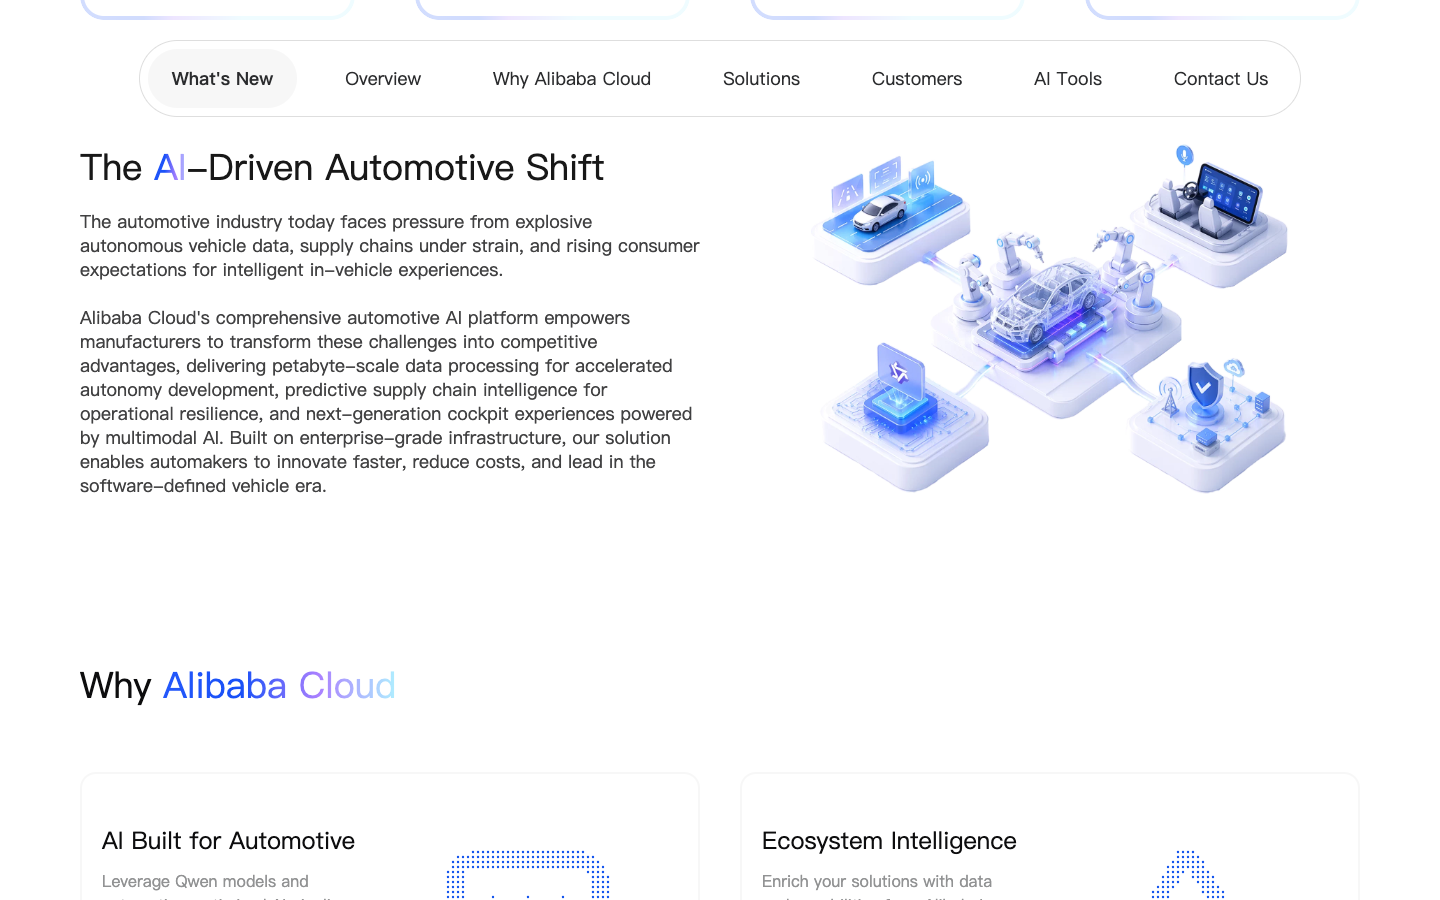 What's New
Overview
Why Alibaba Cloud
Solutions
Customers
AI Tools
Contact Us
The AI-Driven Automotive Shift
The automotive industry today faces pressure from explosive
autonomous vehicle data, supply chains under strain, and rising consumer
expectations for intelligent in-vehicle experiences.
Alibaba Cloud's comprehensive automotive AI platform empowers
manufacturers to transform these challenges into competitive
advantages, delivering petabyte-scale data processing for accelerated
autonomy development, predictive supply chain intelligence for
operational resilience, and next-generation cockpit experiences powered
by multimodal AI. Built on enterprise-grade infrastructure, our solution
enables automakers to innovate faster, reduce costs, and lead in the
software-defined vehicle era.
Why Alibaba Cloud
AI Built for Automotive
Leverage Qwen models and
Ecosystem Intelligence
Enrich your solutions with data